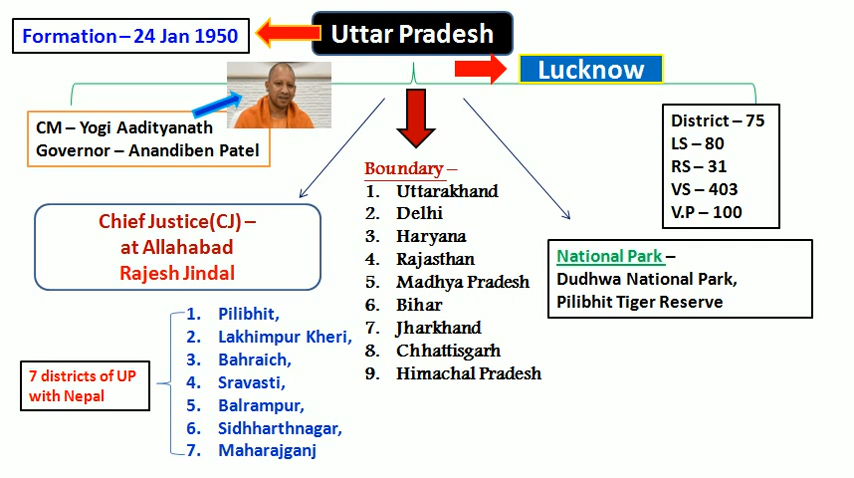 Formation – 24 Jan 1950
Uttar Pradesh
Lucknow
CM – Yogi Aadityanath
Governor – Anandiben Patel
District – 75
LS – 80
RS – 31
VS – 403
V.P – 100
Chief Justice(CJ) –
at Allahabad
Rajesh Jindal
Boundary –
1. Uttarakhand
2. Delhi
3. Haryana
4. Rajasthan
5. Madhya Pradesh
6. Bihar
7. Jharkhand
8. Chhattisgarh
9. Himachal Pradesh
National Park –
Dudhwa National Park,
Pilibhit Tiger Reserve
7 districts of UP
with Nepal
1. Pilibhit,
2. Lakhimpur Kheri,
3. Bahraich,
4. Sravasti,
5. Balrampur,
6. Sidhharthnagar,
7. Maharajganj